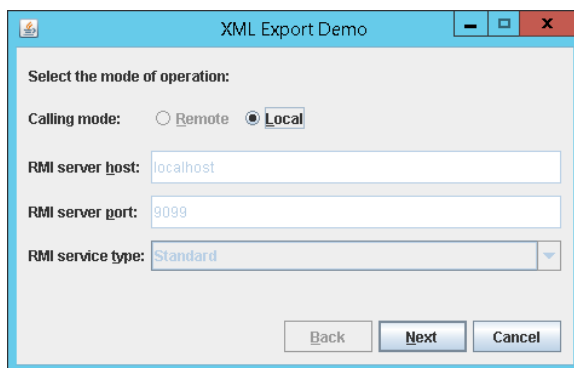 XML Export Demo
Select the mode of operation:
Calling mode: Remote Local
RMI server host: localhost
RMI server port: 9099
RMI service type: Standard
Back Next Cancel